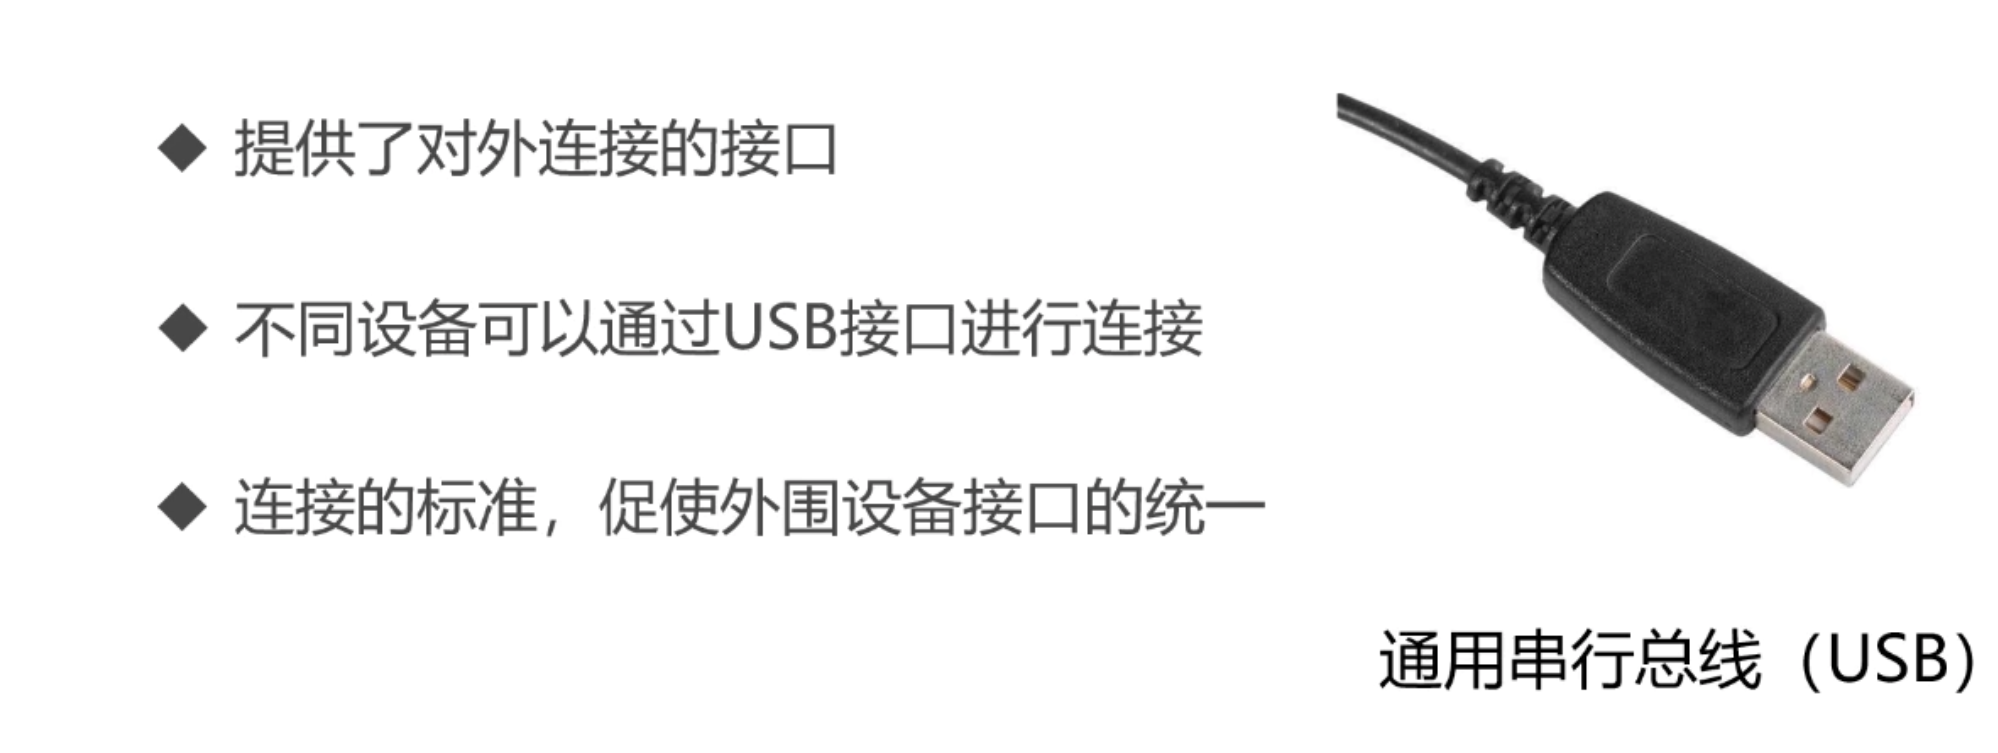 ◆ 提供了对外连接的接口
◆ 不同设备可以通过USB接口进行连接
◆ 连接的标准，促使外围设备接口的统一
通用串行总线（USB）